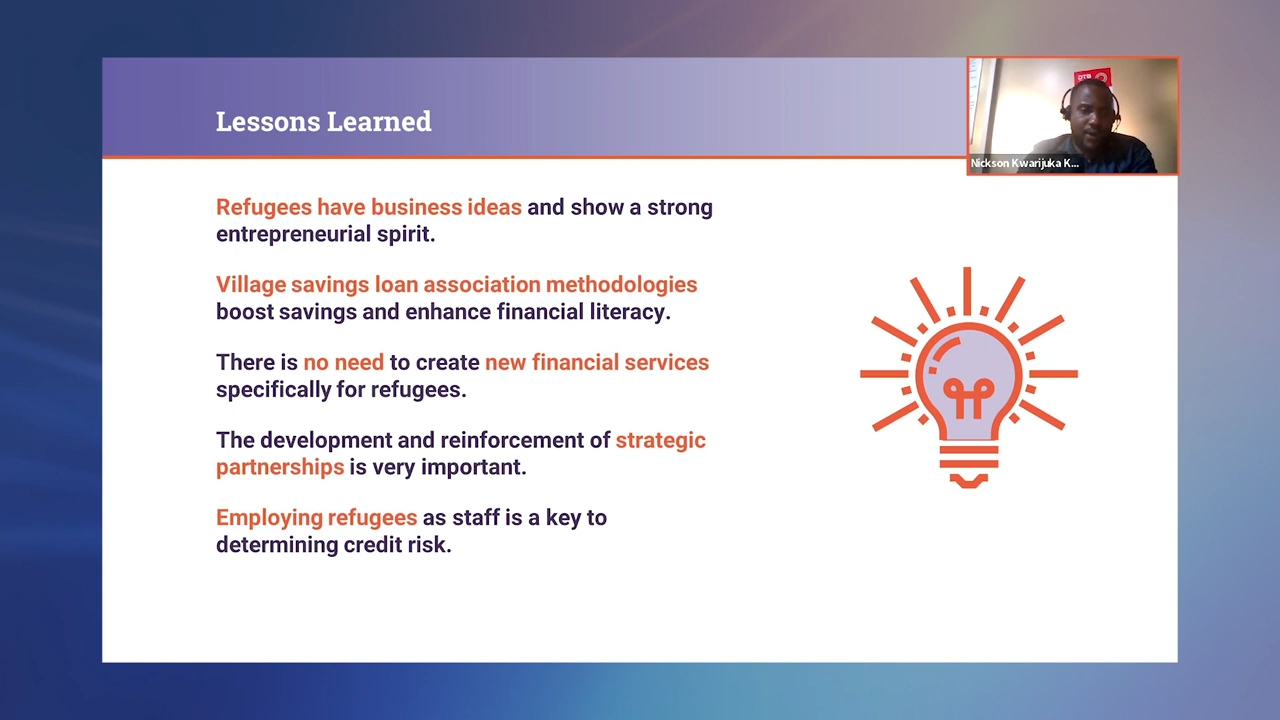 Lessons Learned
Nickson Kwarijuka K...
Refugees have business ideas and show a strong
entrepreneurial spirit.
Village savings loan association methodologies
boost savings and enhance financial literacy.
There is no need to create new financial services
specifically for refugees.
The development and reinforcement of strategic
partnerships is very important.
Employing refugees as staff is a key to
determining credit risk.